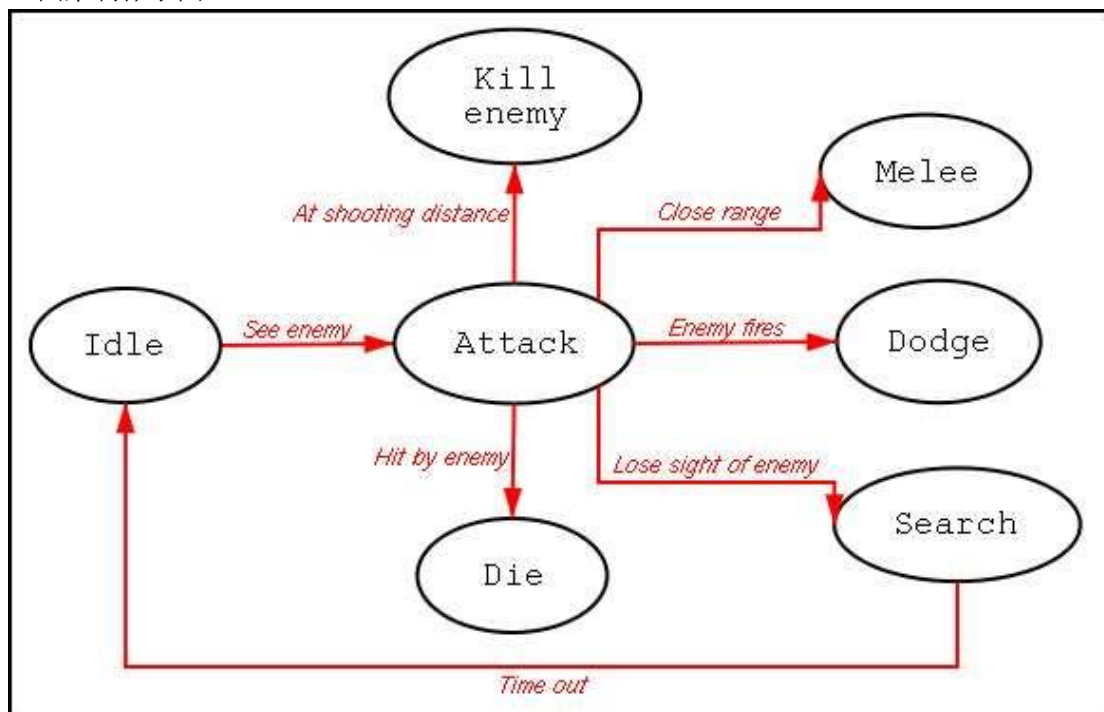 Kill
enemy
Melee
At shooting distance
Close range
Idle
See enemy
Attack
Enemy fires
Dodge
Hit by enemy
Lose sight of enemy
Search
Die
Time out